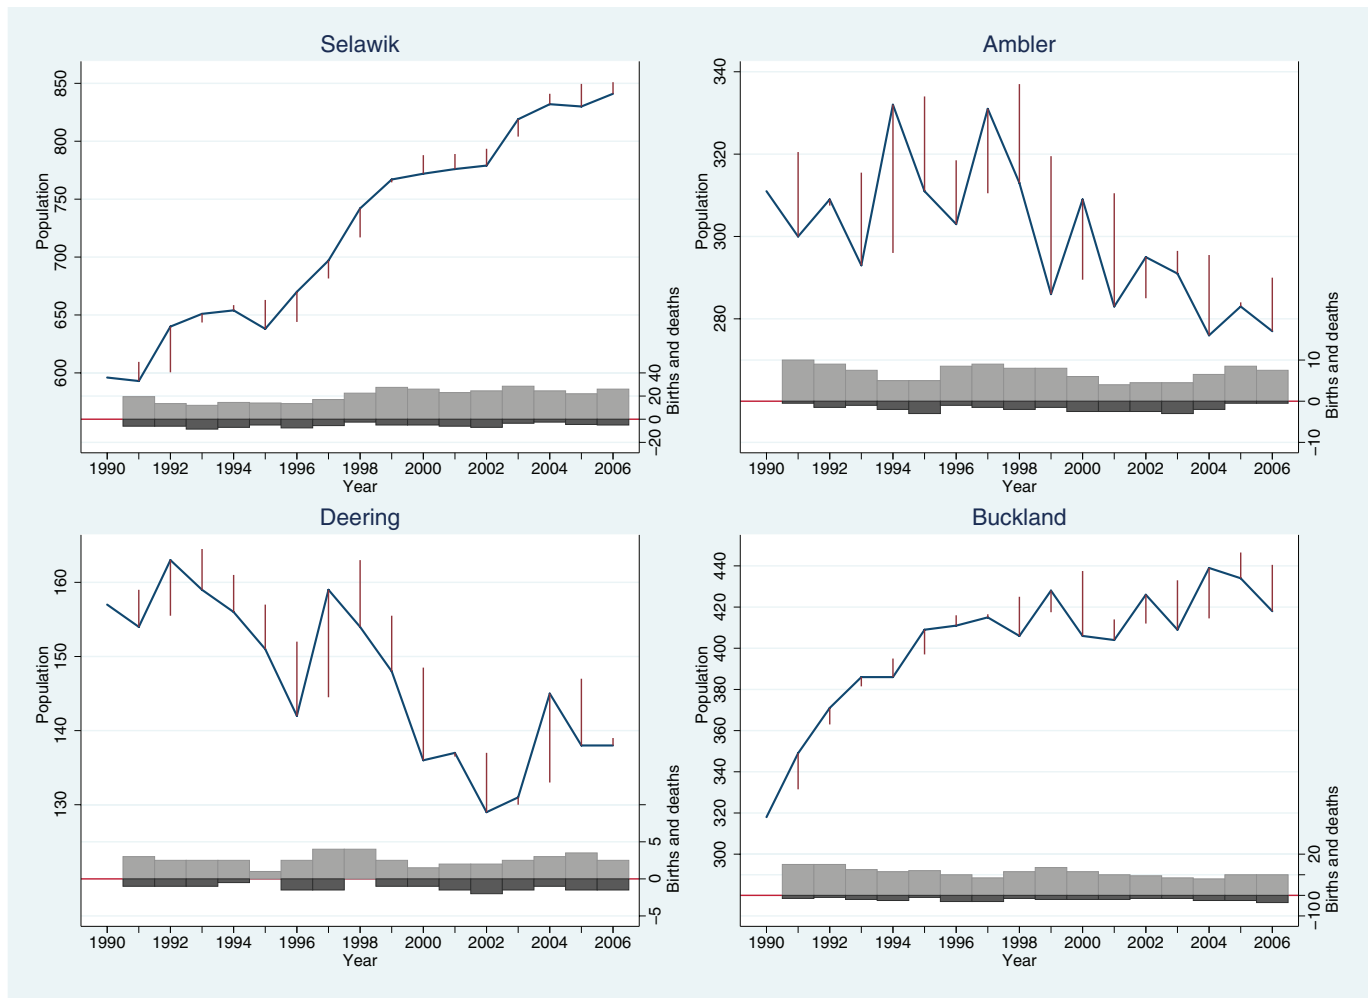 Selawik
Population
850
800
750
700
650
600
Births and deaths
40
20
0
−20
1990 1992 1994 1996 1998 2000 2002 2004 2006
Year
Ambler
Population
340
320
300
280
Births and deaths
10
0
−10
1990 1992 1994 1996 1998 2000 2002 2004 2006
Year
Deering
Population
160
150
140
130
Births and deaths
5
0
−5
1990 1992 1994 1996 1998 2000 2002 2004 2006
Year
Buckland
Population
440
420
400
380
360
340
320
300
Births and deaths
20
0
−10
1990 1992 1994 1996 1998 2000 2002 2004 2006
Year